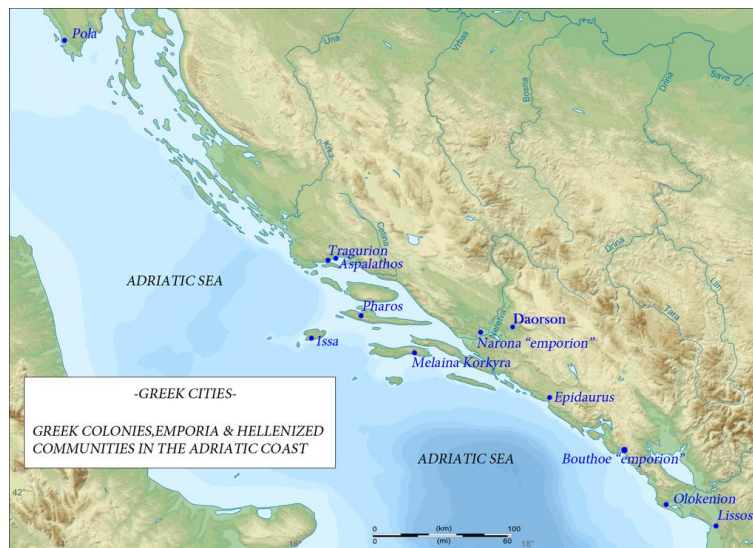 Pola
Una
Vrbas
Bosna
Drina
Save
Krka
Cetina
Tragurion
Aspalathos
ADRIATIC SEA
Drina
Lim
Tara
Pharos
Neretva
Daorson
Issa
Narona “emporion”
Melaina Korkyra
-GREEK CITIES-
GREEK COLONIES,EMPORIA & HELLENIZED
COMMUNITIES IN THE ADRIATIC COAST
Epidaurus
ADRIATIC SEA
Bouthoe “emporion”
42°
Olokenion
Lissos
(km)
0 100
0 60
(mi)
14°
16°
18°